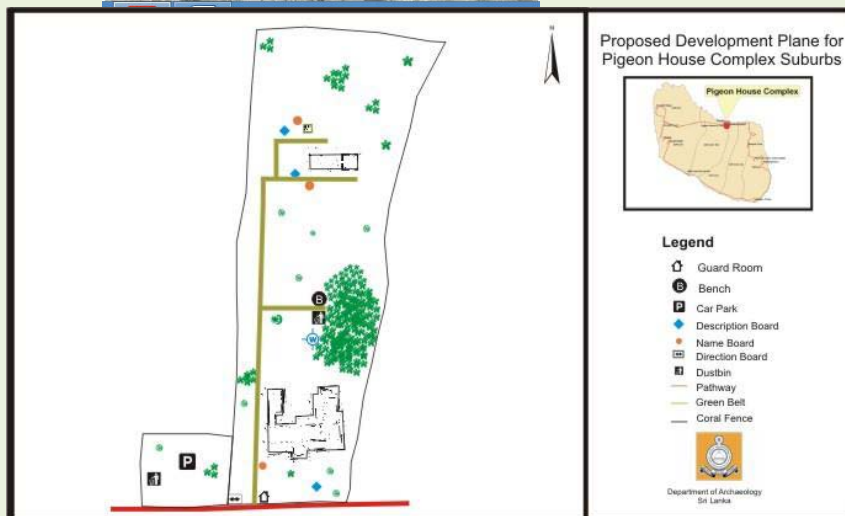 N
Proposed Development Plane for
Pigeon House Complex Suburbs
Pigeon House Complex
B
W
P
Legend
Guard Room
B Bench
P Car Park
Description Board
Name Board
Direction Board
Dustbin
Pathway
Green Belt
Coral Fence
Department of Archaeology
Sri Lanka